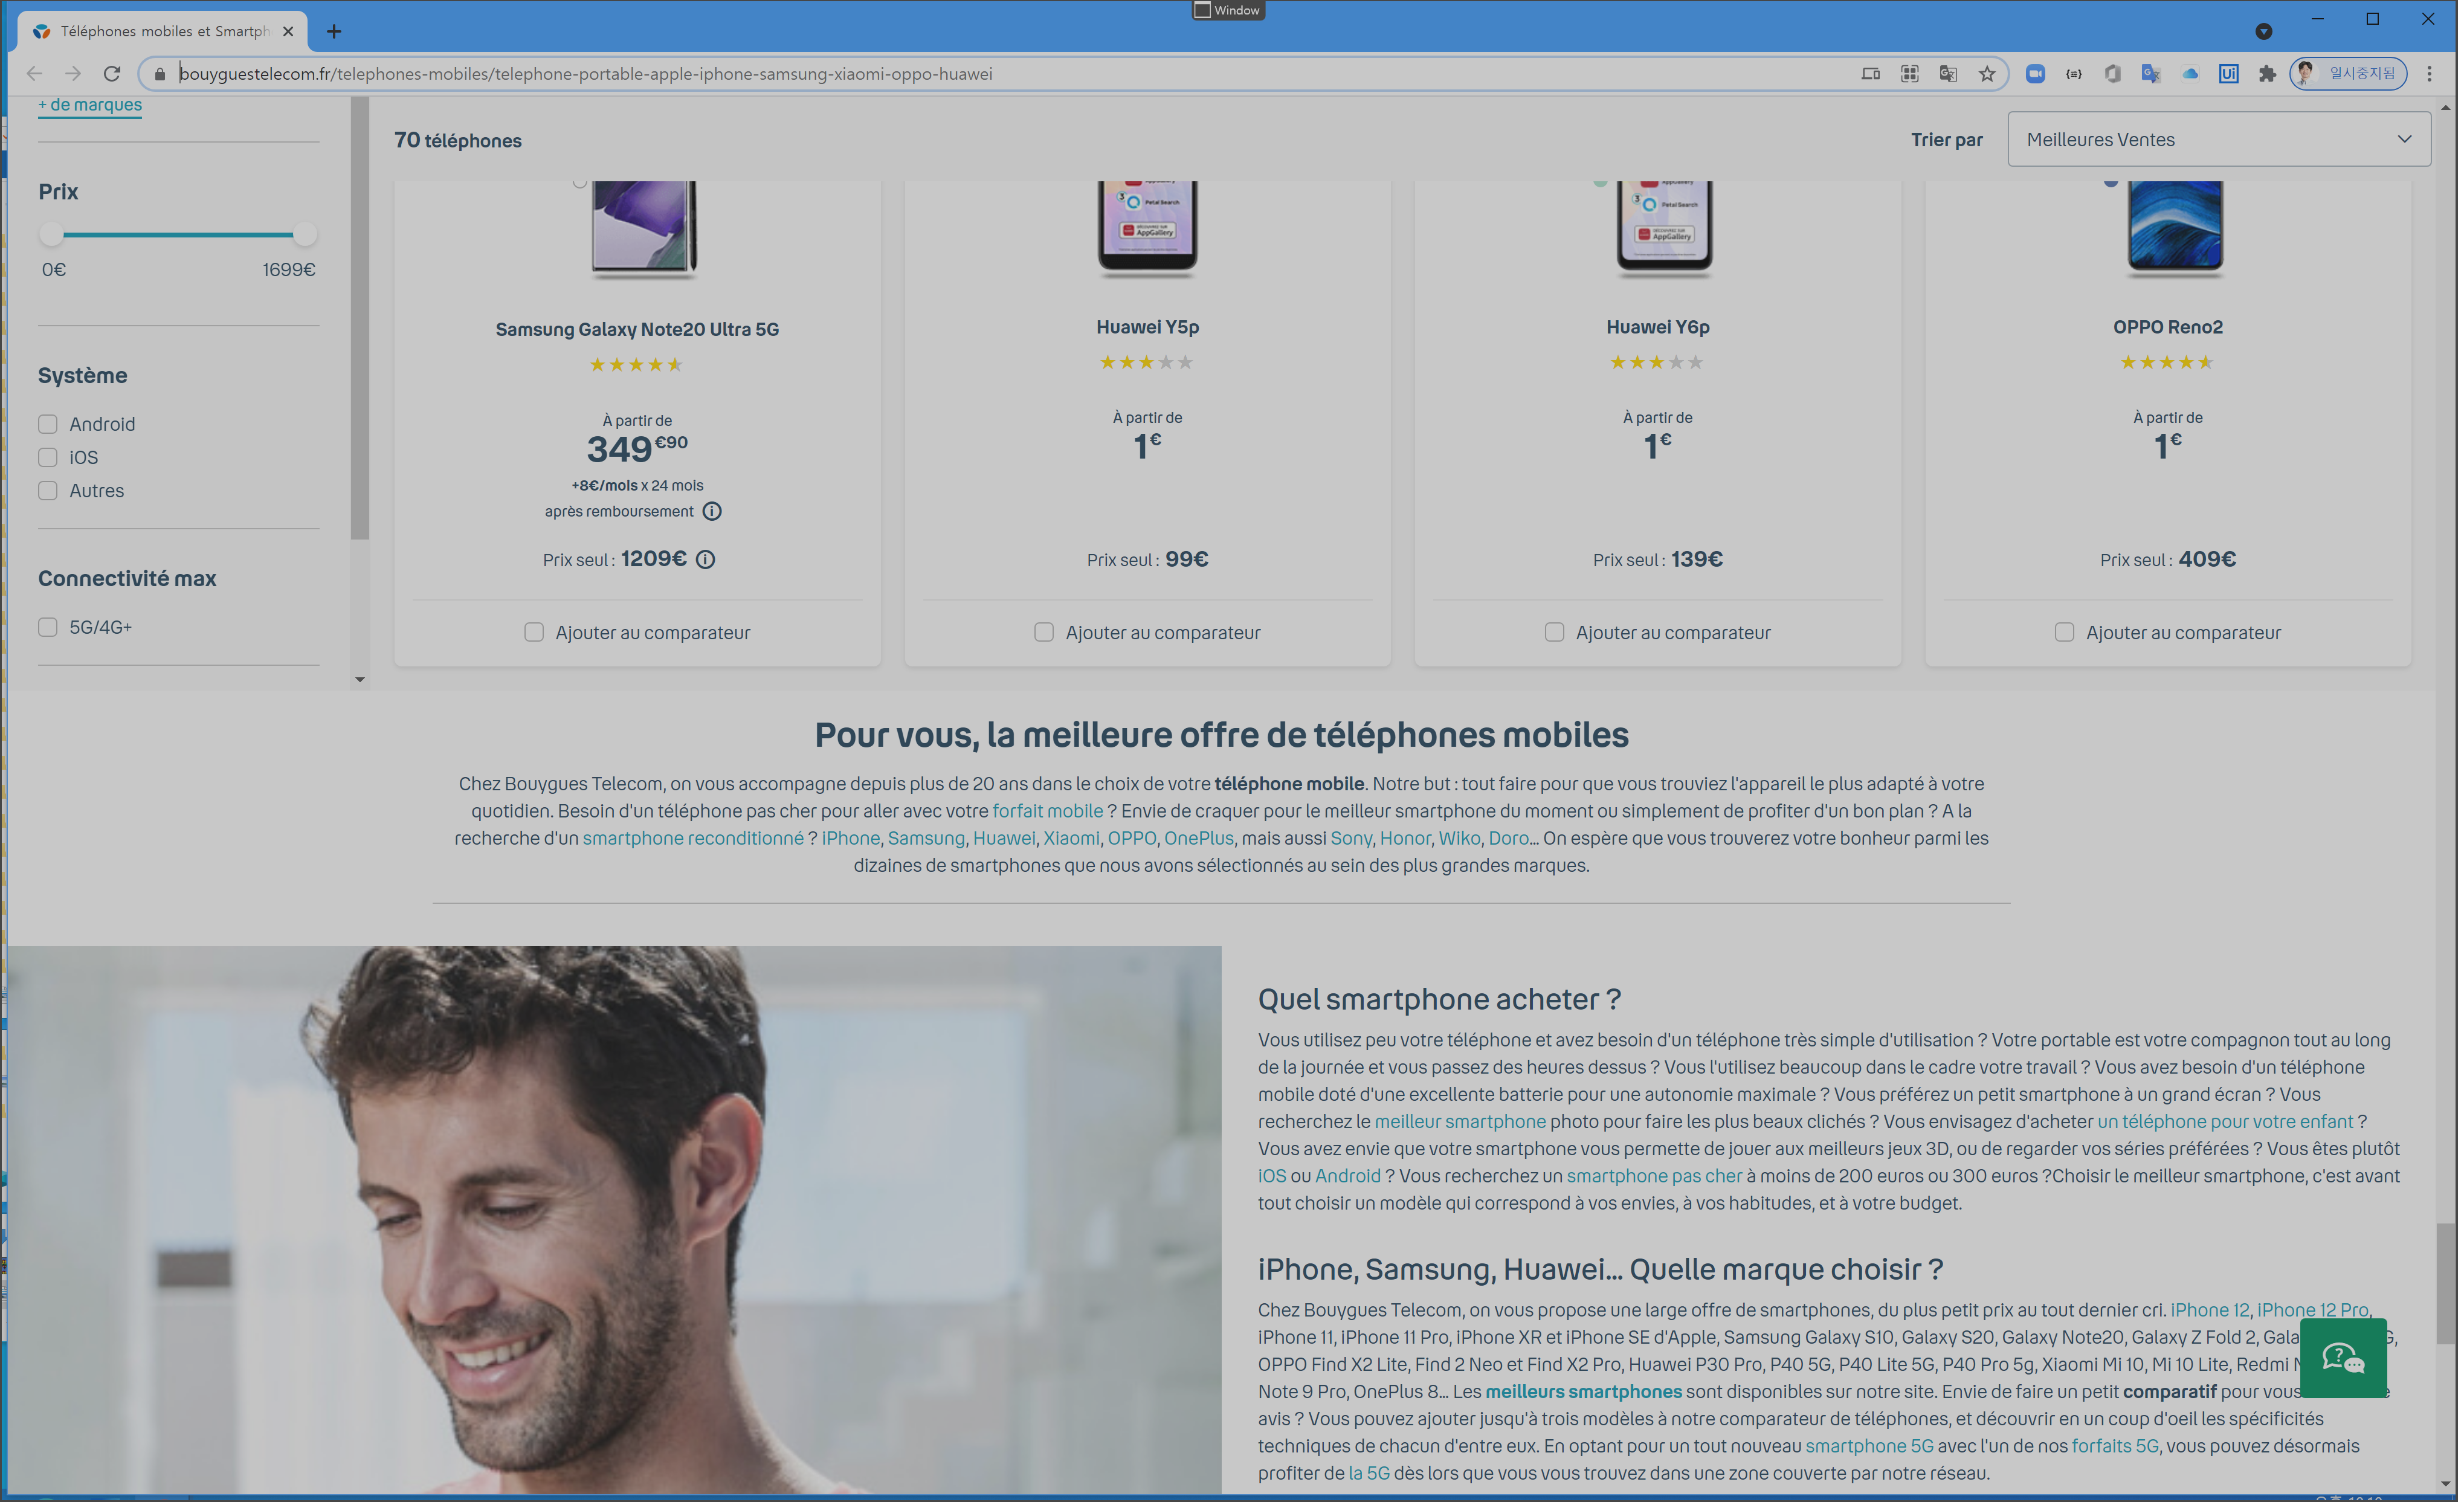 Window
Téléphones mobiles et Smartph
bouyguestelecom.fr/telephones-mobiles/telephone-portable-apple-iphone-samsung-xiaomi-oppo-huawei
일시중지됨
+ de marques
Prix
0€ 1699€
Système
Android
iOS
Autres
Connectivité max
5G/4G+
70 téléphones
Trier par
Meilleures Ventes
Samsung Galaxy Note20 Ultra 5G
À partir de
349€90
+8€/mois x 24 mois
après remboursement
Prix seul : 1209€
Ajouter au comparateur
Petal Search
AppGallery
Huawei Y5p
À partir de
1€
Prix seul : 99€
Ajouter au comparateur
Petal Search
AppGallery
Huawei Y6p
À partir de
1€
Prix seul : 139€
Ajouter au comparateur
OPPO Reno2
À partir de
1€
Prix seul : 409€
Ajouter au comparateur
Pour vous, la meilleure offre de téléphones mobiles
Chez Bouygues Telecom, on vous accompagne depuis plus de 20 ans dans le choix de votre téléphone mobile. Notre but : tout faire pour que vous trouviez l'appareil le plus adapté à votre
quotidien. Besoin d'un téléphone pas cher pour aller avec votre forfait mobile ? Envie de craquer pour le meilleur smartphone du moment ou simplement de profiter d'un bon plan ? A la
recherche d'un smartphone reconditionné ? iPhone, Samsung, Huawei, Xiaomi, OPPO, OnePlus, mais aussi Sony, Honor, Wiko, Doro... On espère que vous trouverez votre bonheur parmi les
dizaines de smartphones que nous avons sélectionnés au sein des plus grandes marques.
Quel smartphone acheter ?
Vous utilisez peu votre téléphone et avez besoin d'un téléphone très simple d'utilisation ? Votre portable est votre compagnon tout au long
de la journée et vous passez des heures dessus ? Vous l'utilisez beaucoup dans le cadre votre travail ? Vous avez besoin d'un téléphone
mobile doté d'une excellente batterie pour une autonomie maximale ? Vous préférez un petit smartphone à un grand écran ? Vous
recherchez le meilleur smartphone photo pour faire les plus beaux clichés ? Vous envisagez d'acheter un téléphone pour votre enfant ?
Vous avez envie que votre smartphone vous permette de jouer aux meilleurs jeux 3D, ou de regarder vos séries préférées ? Vous êtes plutôt
iOS ou Android ? Vous recherchez un smartphone pas cher à moins de 200 euros ou 300 euros ?Choisir le meilleur smartphone, c'est avant
tout choisir un modèle qui correspond à vos envies, à vos habitudes, et à votre budget.
iPhone, Samsung, Huawei... Quelle marque choisir ?
Chez Bouygues Telecom, on vous propose une large offre de smartphones, du plus petit prix au tout dernier cri. iPhone 12, iPhone 12 Pro,
iPhone 11, iPhone 11 Pro, iPhone XR et iPhone SE d'Apple, Samsung Galaxy S10, Galaxy S20, Galaxy Note20, Galaxy Z Fold 2, Gala G,
OPPO Find X2 Lite, Find 2 Neo et Find X2 Pro, Huawei P30 Pro, P40 5G, P40 Lite 5G, P40 Pro 5g, Xiaomi Mi 10, Mi 10 Lite, Redmi
Note 9 Pro, OnePlus 8... Les meilleurs smartphones sont disponibles sur notre site. Envie de faire un petit comparatif pour vous
avis ? Vous pouvez ajouter jusqu'à trois modèles à notre comparateur de téléphones, et découvrir en un coup d'oeil les spécificités
techniques de chacun d'entre eux. En optant pour un tout nouveau smartphone 5G avec l'un de nos forfaits 5G, vous pouvez désormais
profiter de la 5G dès lors que vous vous trouvez dans une zone couverte par notre réseau.